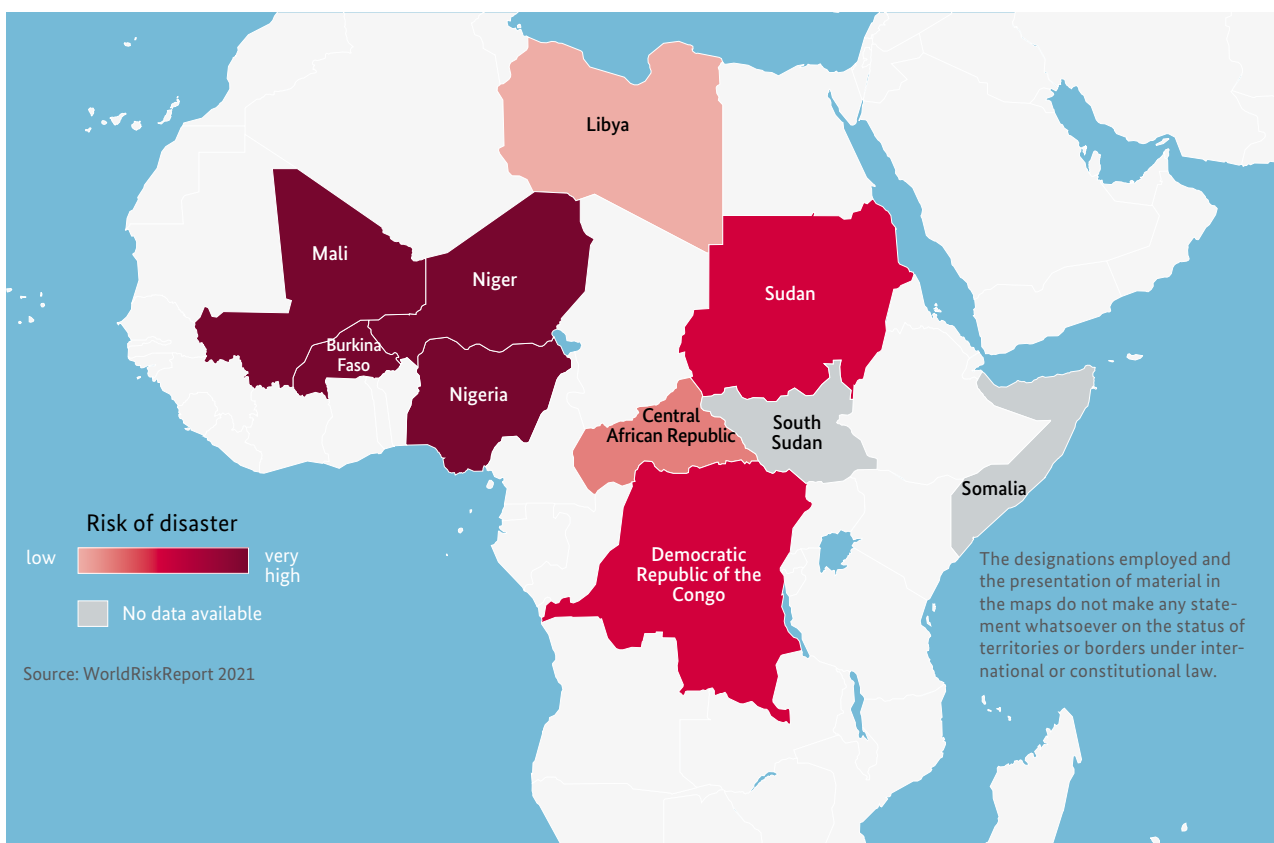 Libya
Mali
Niger
Sudan
Burkina
Faso
Nigeria
Central
African Republic
South
Sudan
Somalia
Risk of disaster
low
very
high
No data available
Source: WorldRiskReport 2021
Democratic
Republic of the
Congo
The designations employed and
the presentation of material in
the maps do not make any state-
ment whatsoever on the status of
territories or borders under inter-
national or constitutional law.